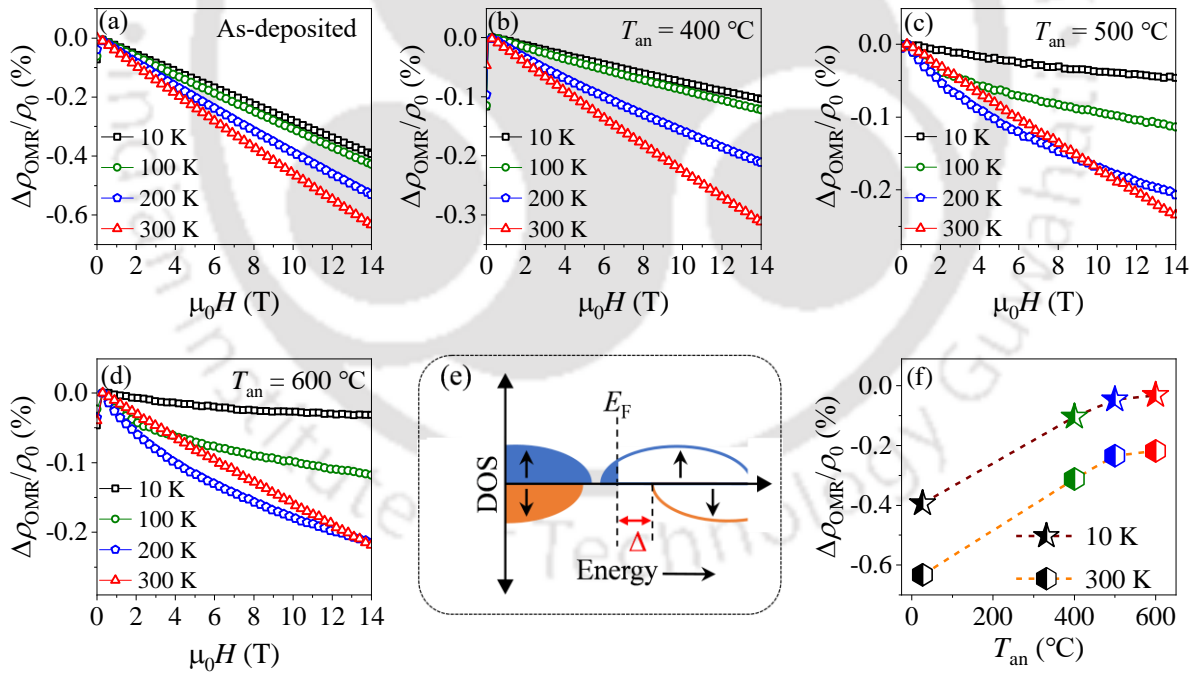 (a) As-deposited
Δρ_OMR/ρ_0 (%)
0.0
-0.2
-0.4
-0.6
10 K
100 K
200 K
300 K
0 2 4 6 8 10 12 14
μ_0H (T)
(b) T_an = 400 °C
Δρ_OMR/ρ_0 (%)
0.0
-0.1
-0.2
-0.3
10 K
100 K
200 K
300 K
0 2 4 6 8 10 12 14
μ_0H (T)
(c) T_an = 500 °C
Δρ_OMR/ρ_0 (%)
0.0
-0.1
-0.2
10 K
100 K
200 K
300 K
0 2 4 6 8 10 12 14
μ_0H (T)
(d) T_an = 600 °C
Δρ_OMR/ρ_0 (%)
0.0
-0.1
-0.2
10 K
100 K
200 K
300 K
0 2 4 6 8 10 12 14
μ_0H (T)
(e)
E_F
DOS
Δ
Energy
(f)
Δρ_OMR/ρ_0 (%)
0.0
-0.2
-0.4
-0.6
10 K
300 K
0 200 400 600
T_an (°C)
Indian Institute of Technology Guwahati